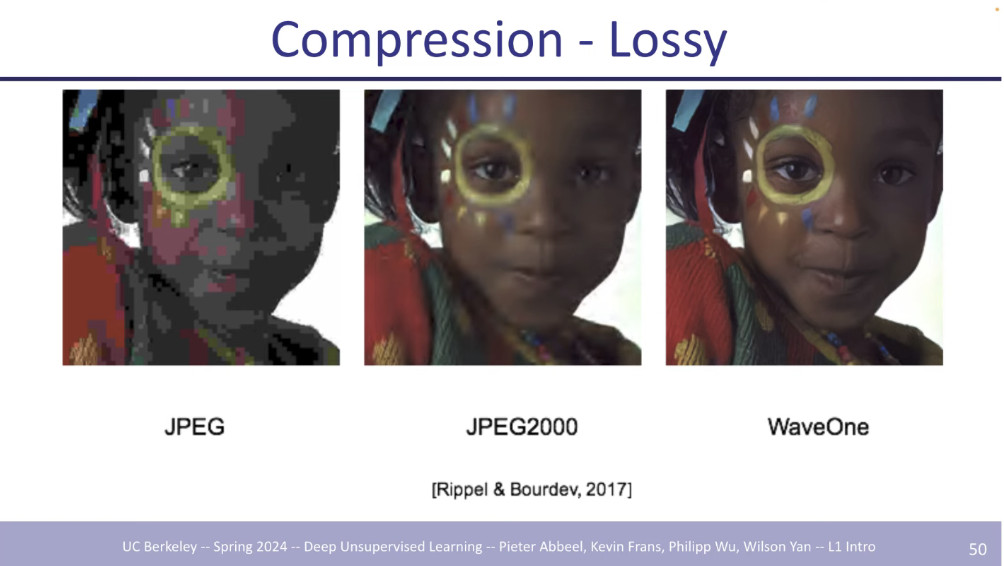 Compression - Lossy
JPEG
JPEG2000
WaveOne
[Rippel & Bourdev, 2017]
UC Berkeley -- Spring 2024 -- Deep Unsupervised Learning -- Pieter Abbeel, Kevin Frans, Philipp Wu, Wilson Yan -- L1 Intro
50